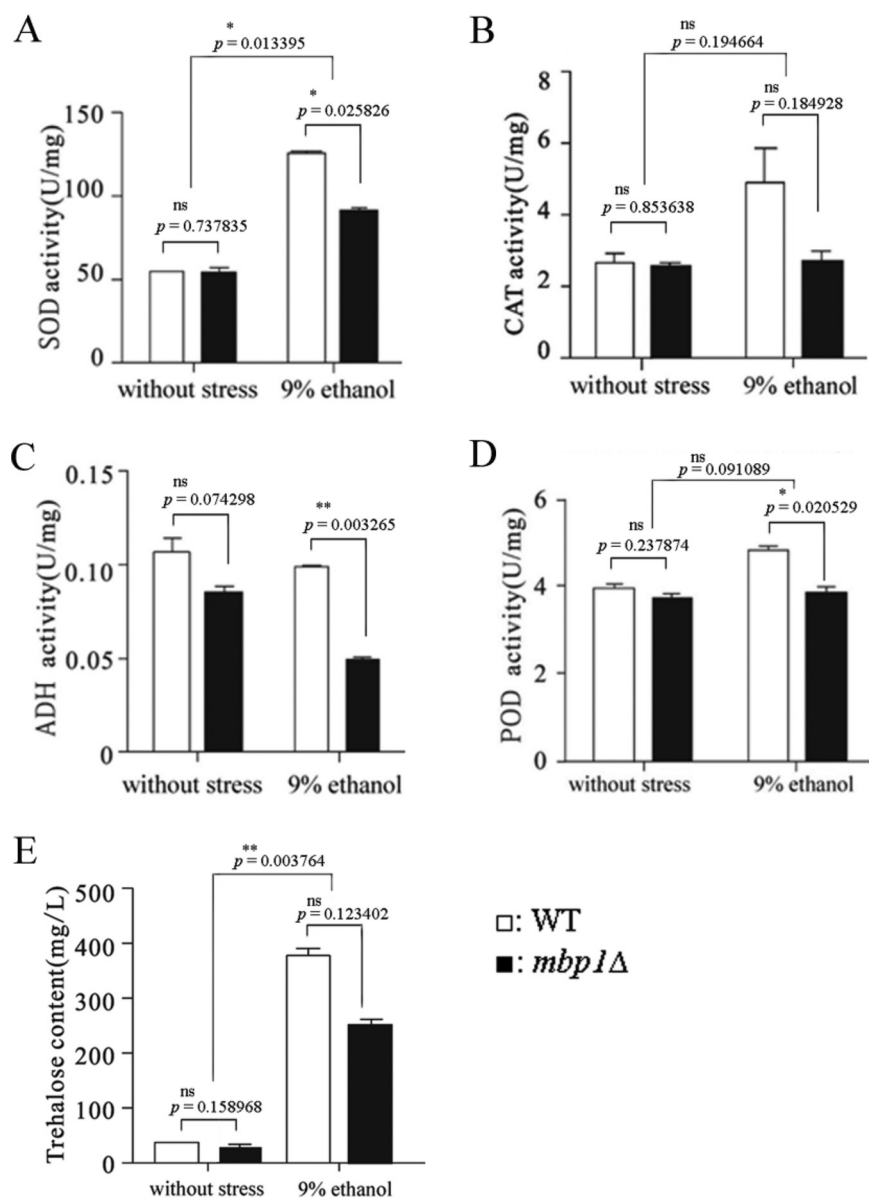 A
*
p = 0.013395
*
p = 0.025826
ns
p = 0.737835
SOD activity(U/mg)
150
100
50
0
without stress
9% ethanol
B
ns
p = 0.194664
ns
p = 0.184928
ns
p = 0.853638
CAT activity(U/mg)
8
6
4
2
0
without stress
9% ethanol
C
ns
p = 0.074298
**
p = 0.003265
ADH activity(U/mg)
0.15
0.10
0.05
0
without stress
9% ethanol
D
ns
p = 0.091089
*
p = 0.020529
ns
p = 0.237874
POD activity(U/mg)
6
4
2
0
without stress
9% ethanol
E
**
p = 0.003764
ns
p = 0.123402
ns
p = 0.158968
Trehalose content(mg/L)
500
400
300
200
100
0
without stress
9% ethanol
: WT
: mbp1Δ